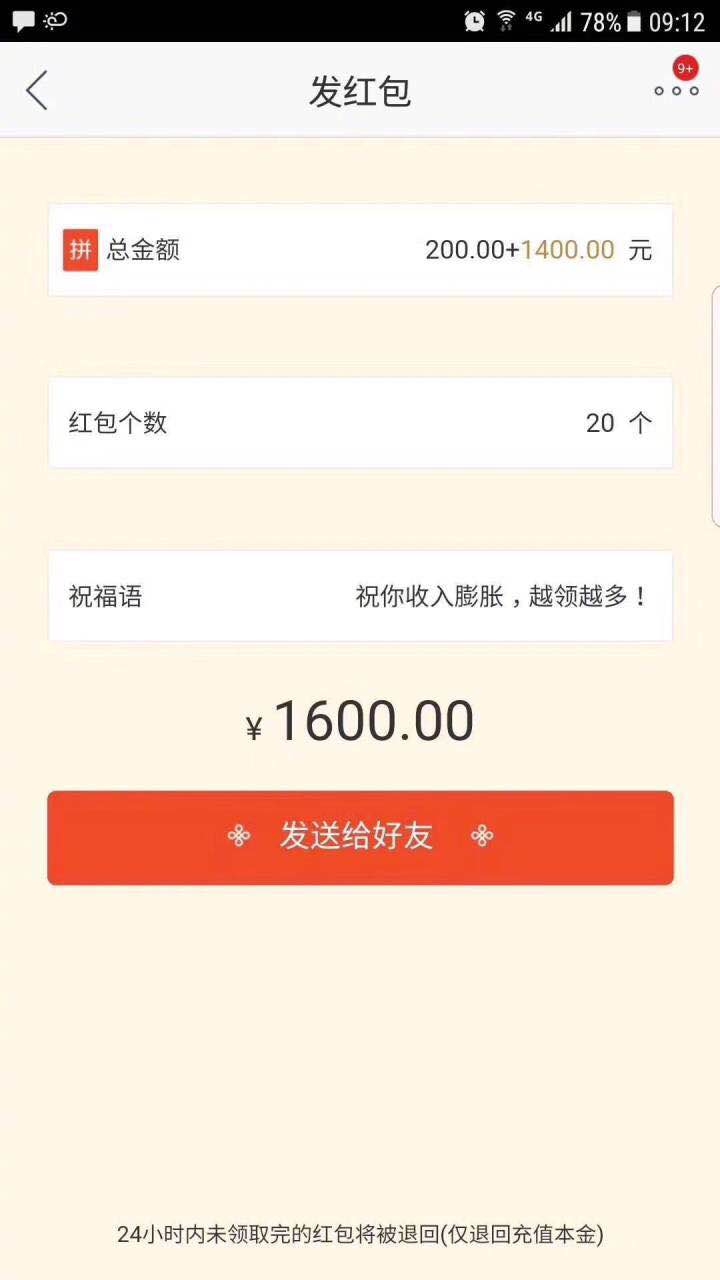 4G 78% 09:12
发红包
9+
拼 总金额 200.00+1400.00 元
红包个数 20 个
祝福语 祝你收入膨胀，越领越多！
¥ 1600.00
发送给好友
24小时内未领取完的红包将被退回(仅退回充值本金)